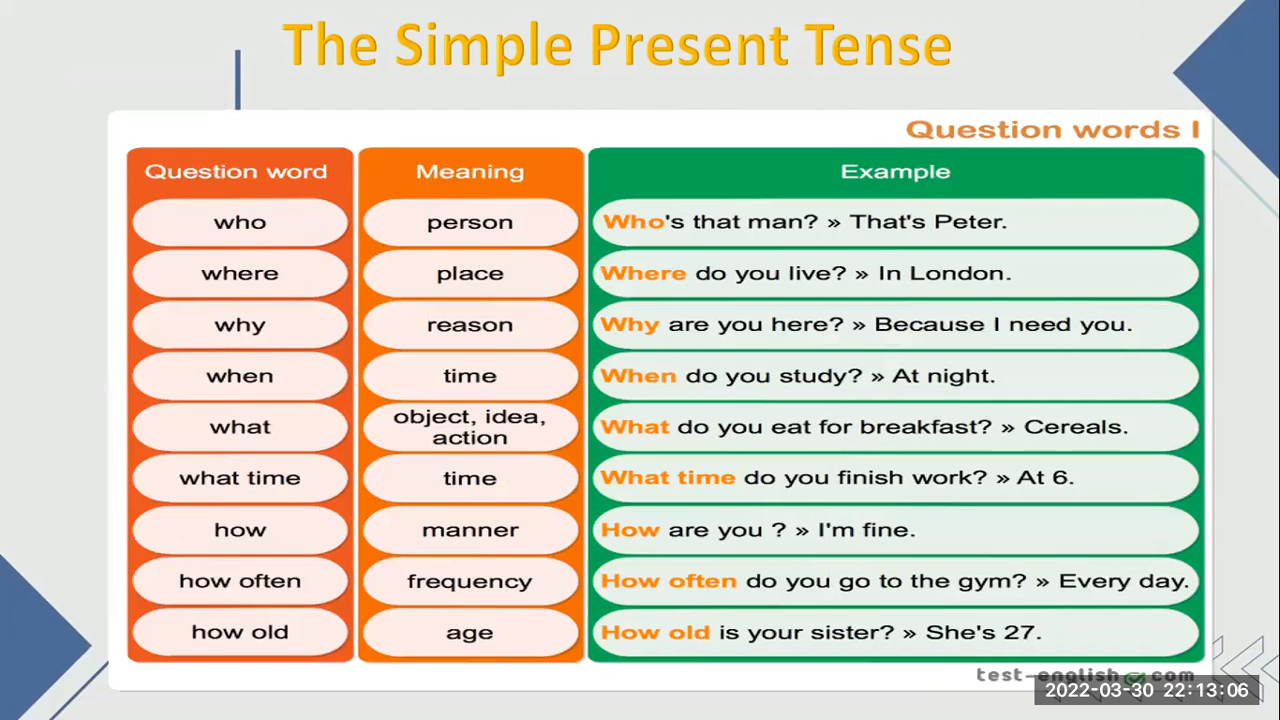 The Simple Present Tense
Question words I
Question word Meaning Example
who person Who's that man? » That's Peter.
where place Where do you live? » In London.
why reason Why are you here? » Because I need you.
when time When do you study? » At night.
what object, idea, action What do you eat for breakfast? » Cereals.
what time time What time do you finish work? » At 6.
how manner How are you ? » I'm fine.
how often frequency How often do you go to the gym? » Every day.
how old age How old is your sister? » She's 27.
test-english com
2022-03-30 22:13:06